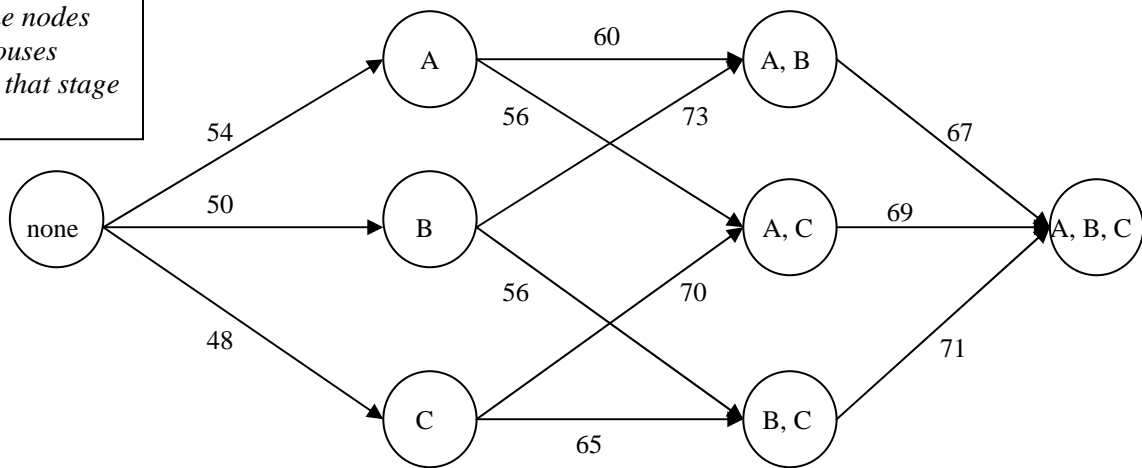 nodes
ouses
that stage
60
A
A, B
54
56
73
67
50
none
B
A, C
69
A, B, C
56
70
48
71
C
B, C
65